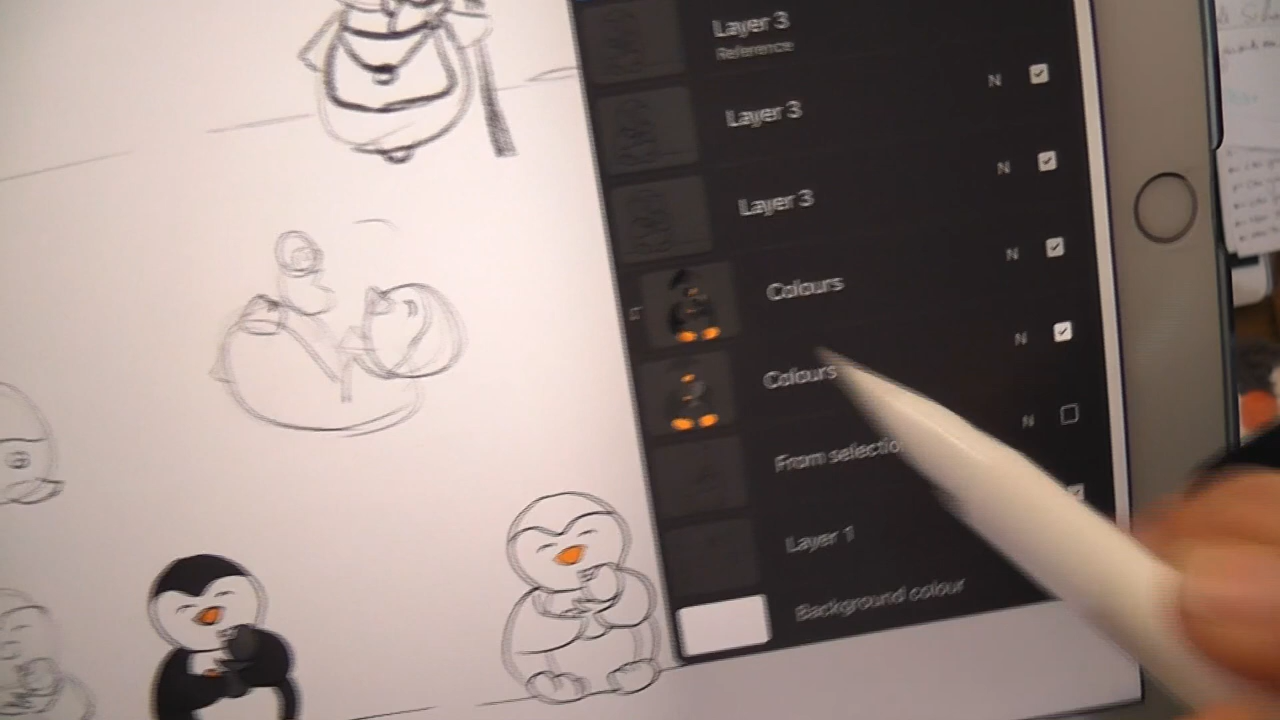 Layer 3
Reference
N
Layer 3
N
Layer 3
N
Colours
N
Colours
N
From selectio
Layer 1
Background colour